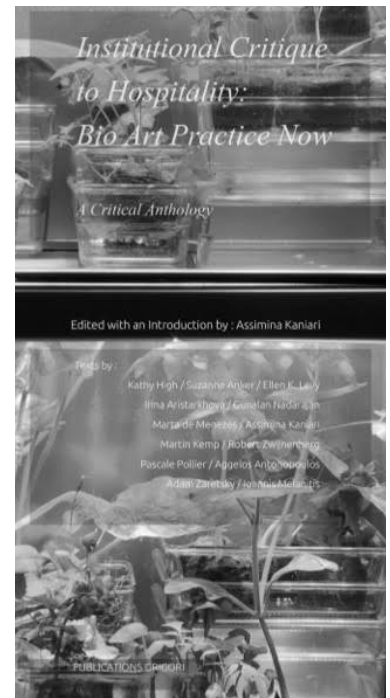 Institutional Critique
to Hospitality:
Bio Art Practice Now
A Critical Anthology
Edited with an Introduction by : Assimina Kaniari
Texts by :
Kathy High / Suzanne Anker / Ellen K. Levy
Irina Aristarkhova / Gunalan Nadarajan
Marta de Menezes / Assimina Kaniari
Martin Kemp / Robert Zwijnenberg
Pascale Pollier / Aggelos Antonopoulos
Adam Zaretsky / Ioannis Melanitis
PUBLICATIONS GRIGORI